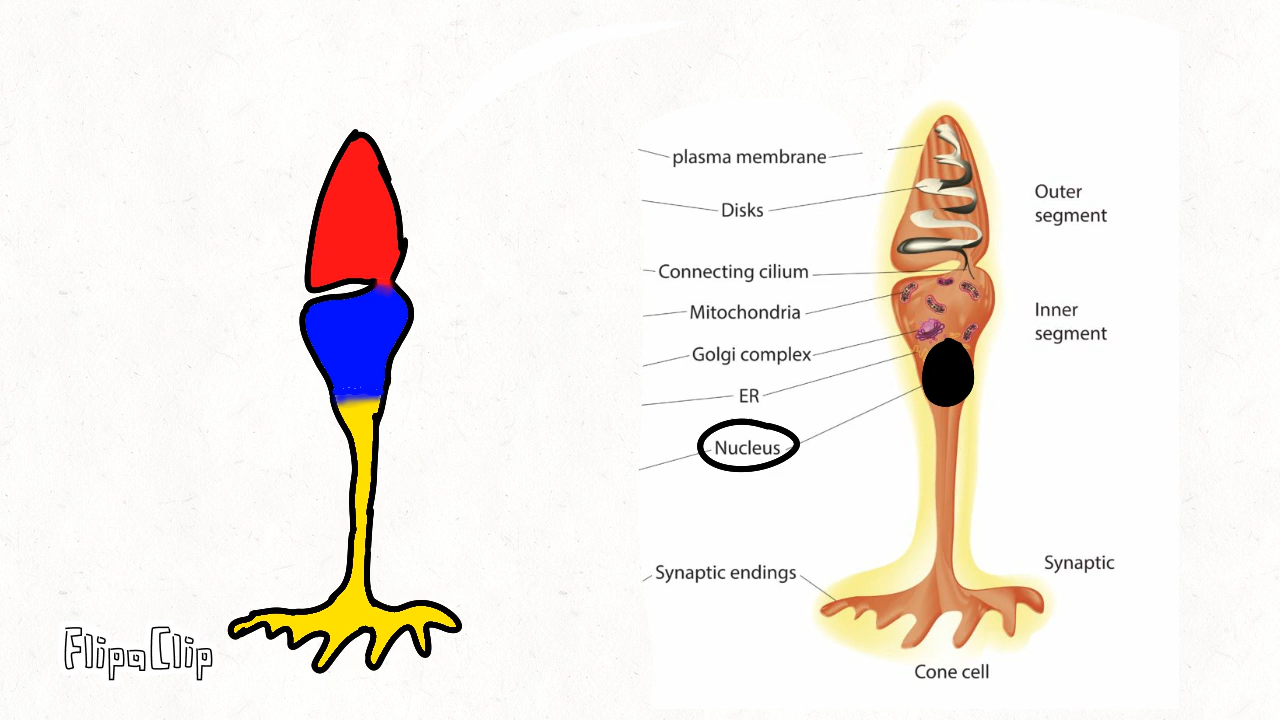 plasma membrane
Disks
Outer
segment
Connecting cilium
Mitochondria
Inner
segment
Golgi complex
ER
Nucleus
Synaptic endings
Synaptic
FlipaClip
Cone cell